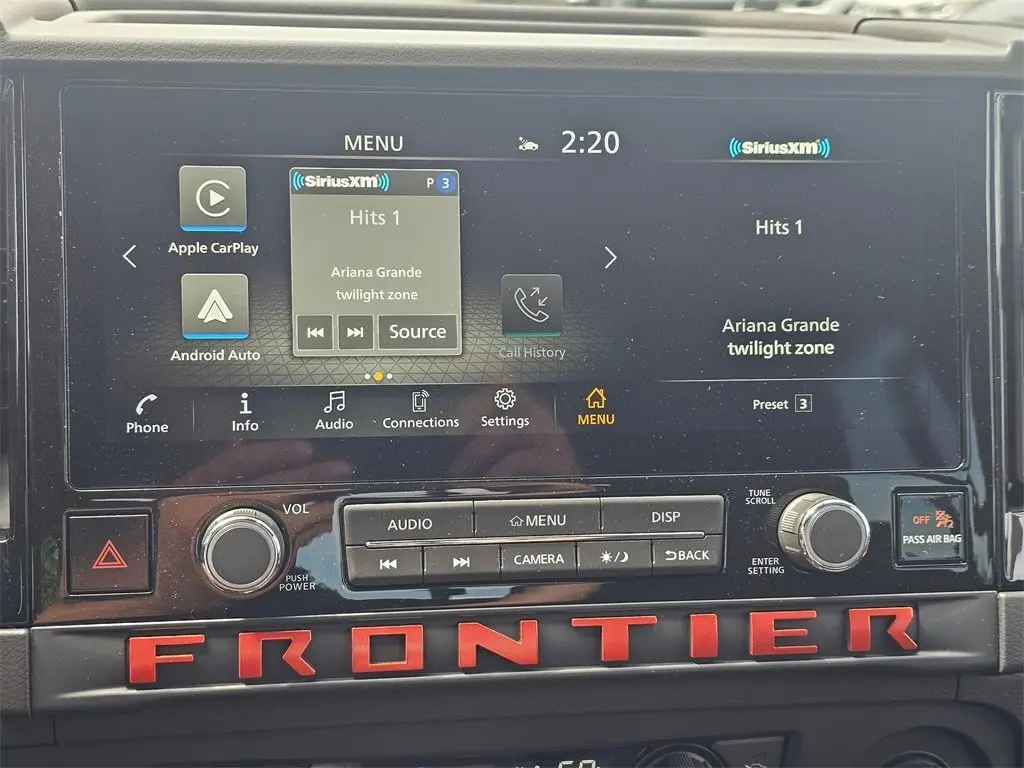 MENU
2:20
((SiriusXM))
((SiriusXM))
P 3
Hits 1
Ariana Grande
twilight zone
Source
Apple CarPlay
Android Auto
Call History
Hits 1
Ariana Grande
twilight zone
Preset 3
Phone
Info
Audio
Connections
Settings
MENU
VOL
PUSH
POWER
AUDIO
MENU
DISP
CAMERA
BACK
TUNE
SCROLL
ENTER
SETTING
OFF
PASS AIR BAG
FRONTIER